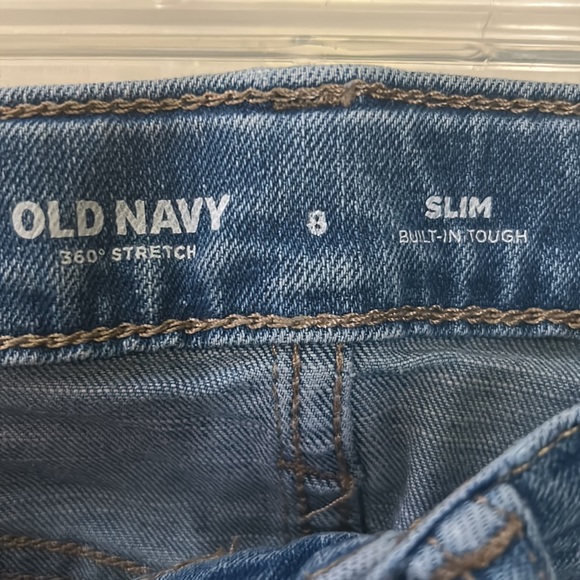 OLD NAVY
360° STRETCH
8
SLIM
BUILT-IN TOUGH